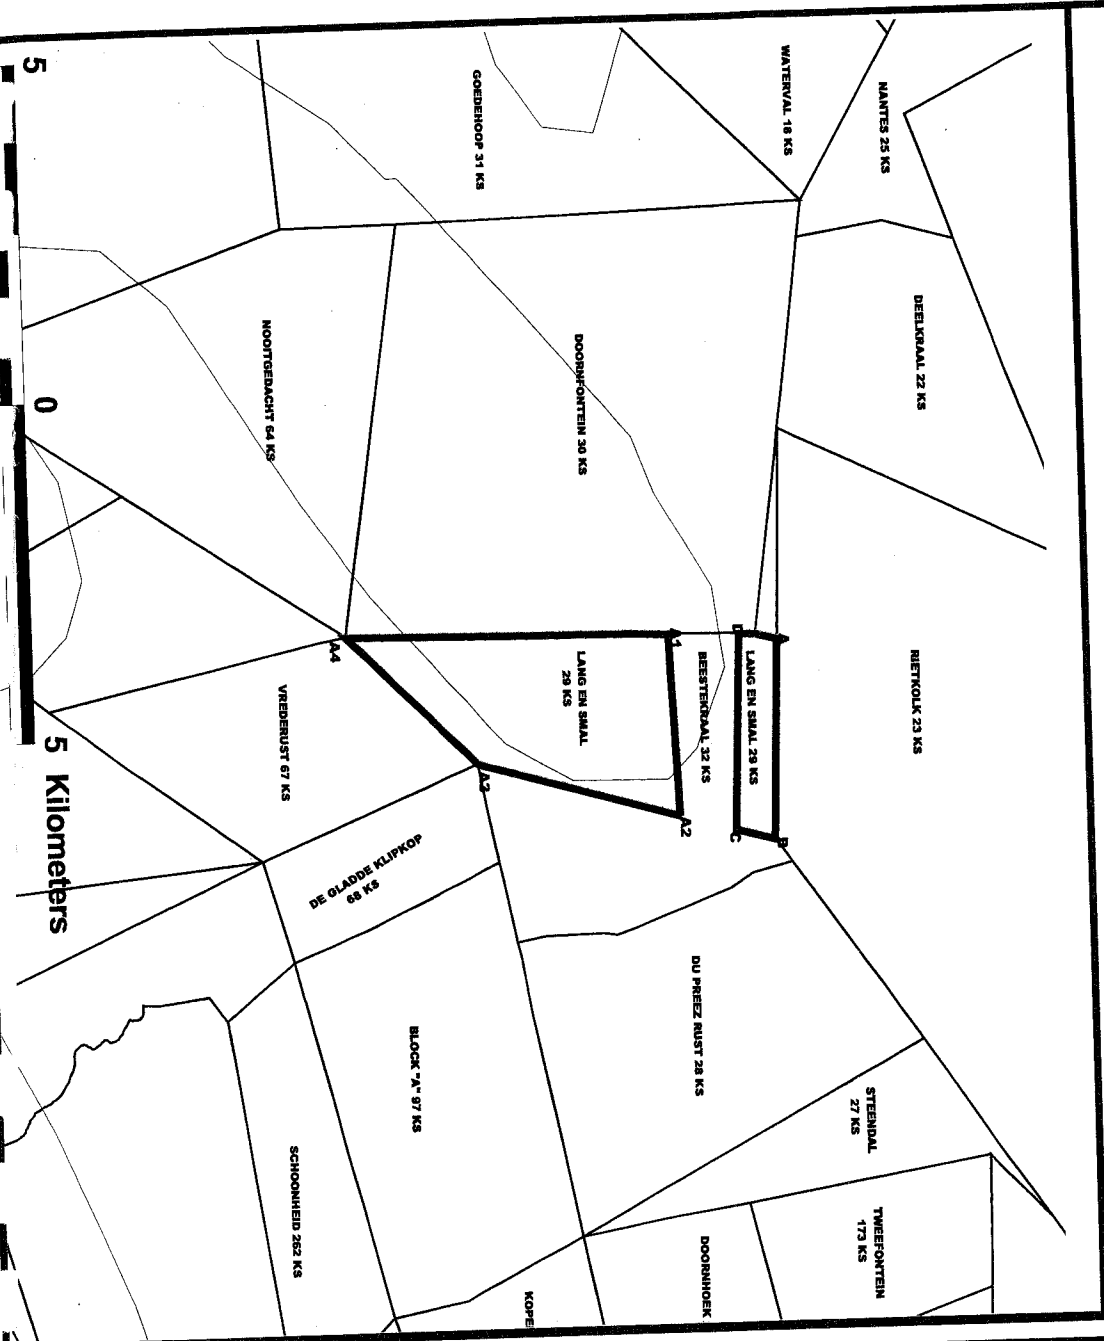 NANTES 25 KS
WATERVAL 18 KS
GOEDEHOOP 31 KS
DEELKRAAL 22 KS
DOORNFONTEIN 30 KS
NOOITGEDACHT 64 KS
RIETKOLK 23 KS
A
B
C
D
LANG EN SMAL 29 KS
BEESTEKRAAL 32 KS
A1
A2
LANG EN SMAL
29 KS
A3
A4
VREDERUST 67 KS
DE GLADDE KLIPKOP
68 KS
DU PREEZ RUST 28 KS
STEENDAL
27 KS
TWEEFONTEIN
173 KS
DOORNHOEK
BLOCK "A" 97 KS
SCHOONHEID 262 KS
5
0
5 Kilometers